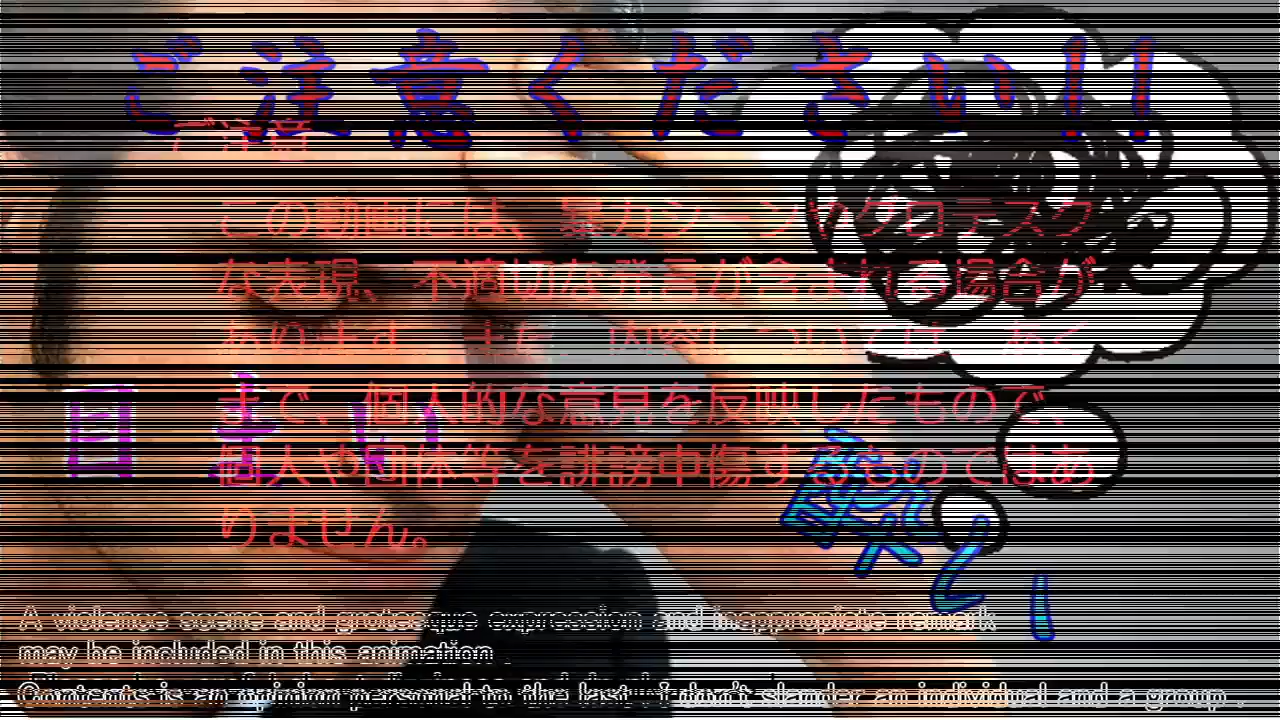 ご注意ください!!
ご注意
この動画には、暴力シーンやグロテスク
な表現、不適切な発言が含まれる場合が
あります。また、内容については、あく
まで、個人的な意見を反映したもので、
個人や団体等を誹謗中傷するものではあ
りません。
目まい
酔い
A violence scene and grotesque expression and inappropiate remark
may be included in this animation .
Contents is an opinion personal to the last . i don't slander an individual and a group .